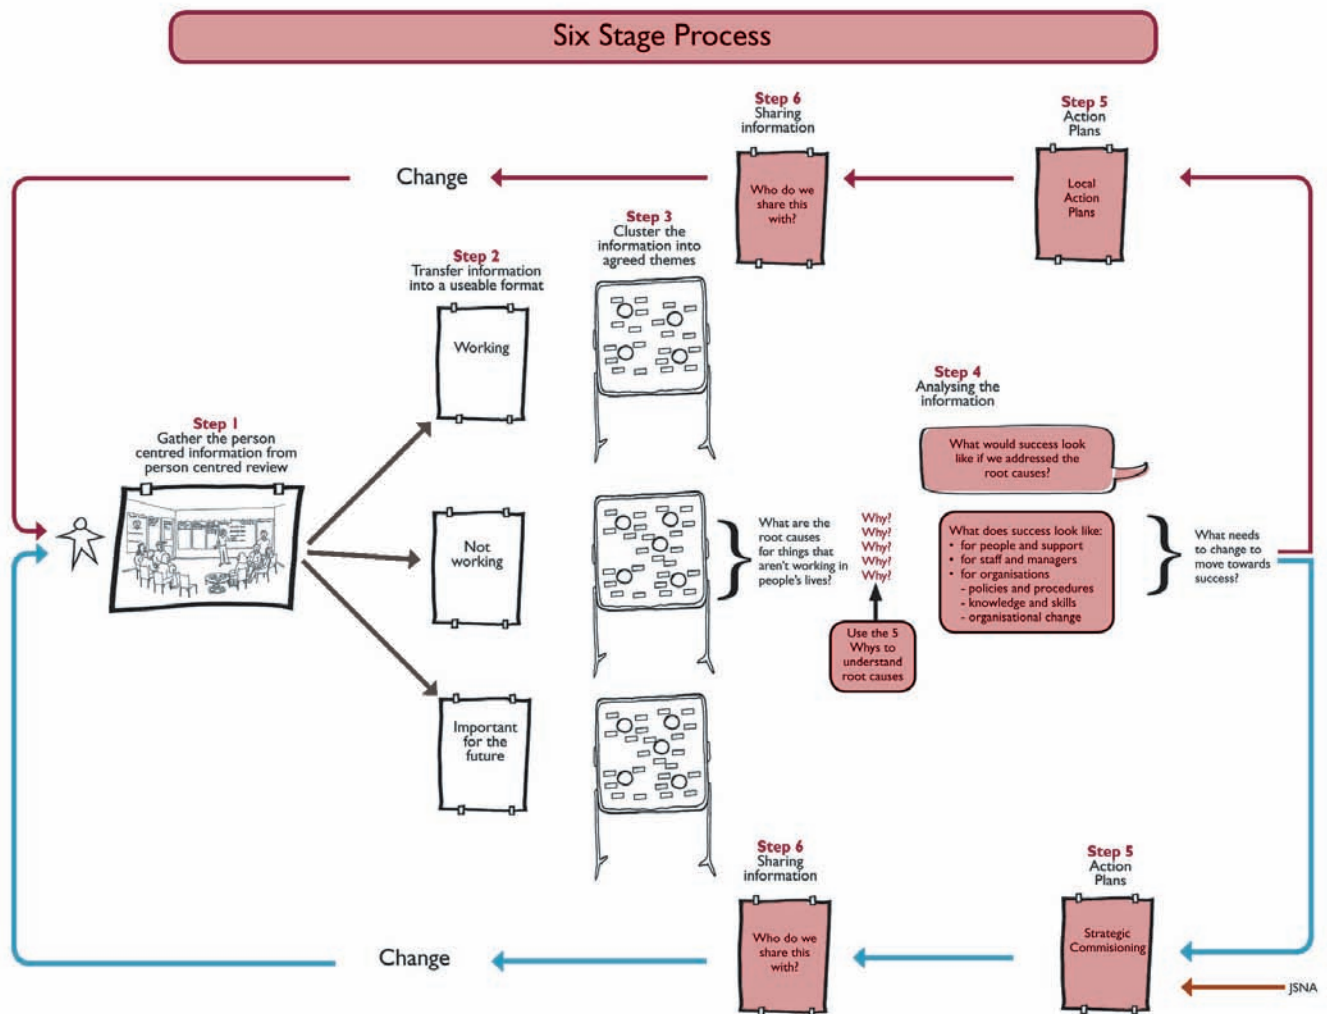 Six Stage Process
Step 6
Sharing
information
Who do we
share this
with?
Step 5
Action
Plans
Local
Action
Plans
Change
Step 3
Cluster the
information into
agreed themes
Step 2
Transfer information
into a useable format
Working
Step 4
Analysing the
information
What would success look
like if we addressed the
root causes?
Step 1
Gather the person
centred information from
person centred review
Not
working
What are the
root causes
for things that
aren't working in
people's lives?
Why?
Why?
Why?
Why?
Why?
Use the 5
Whys to
understand
root causes
What does success look like:
• for people and support
• for staff and managers
• for organisations
- policies and procedures
- knowledge and skills
- organisational change
What needs
to change to
move towards
success?
Important
for the
future
Step 6
Sharing
information
Who do we
share this
with?
Step 5
Action
Plans
Strategic
Commisioning
Change
JSNA